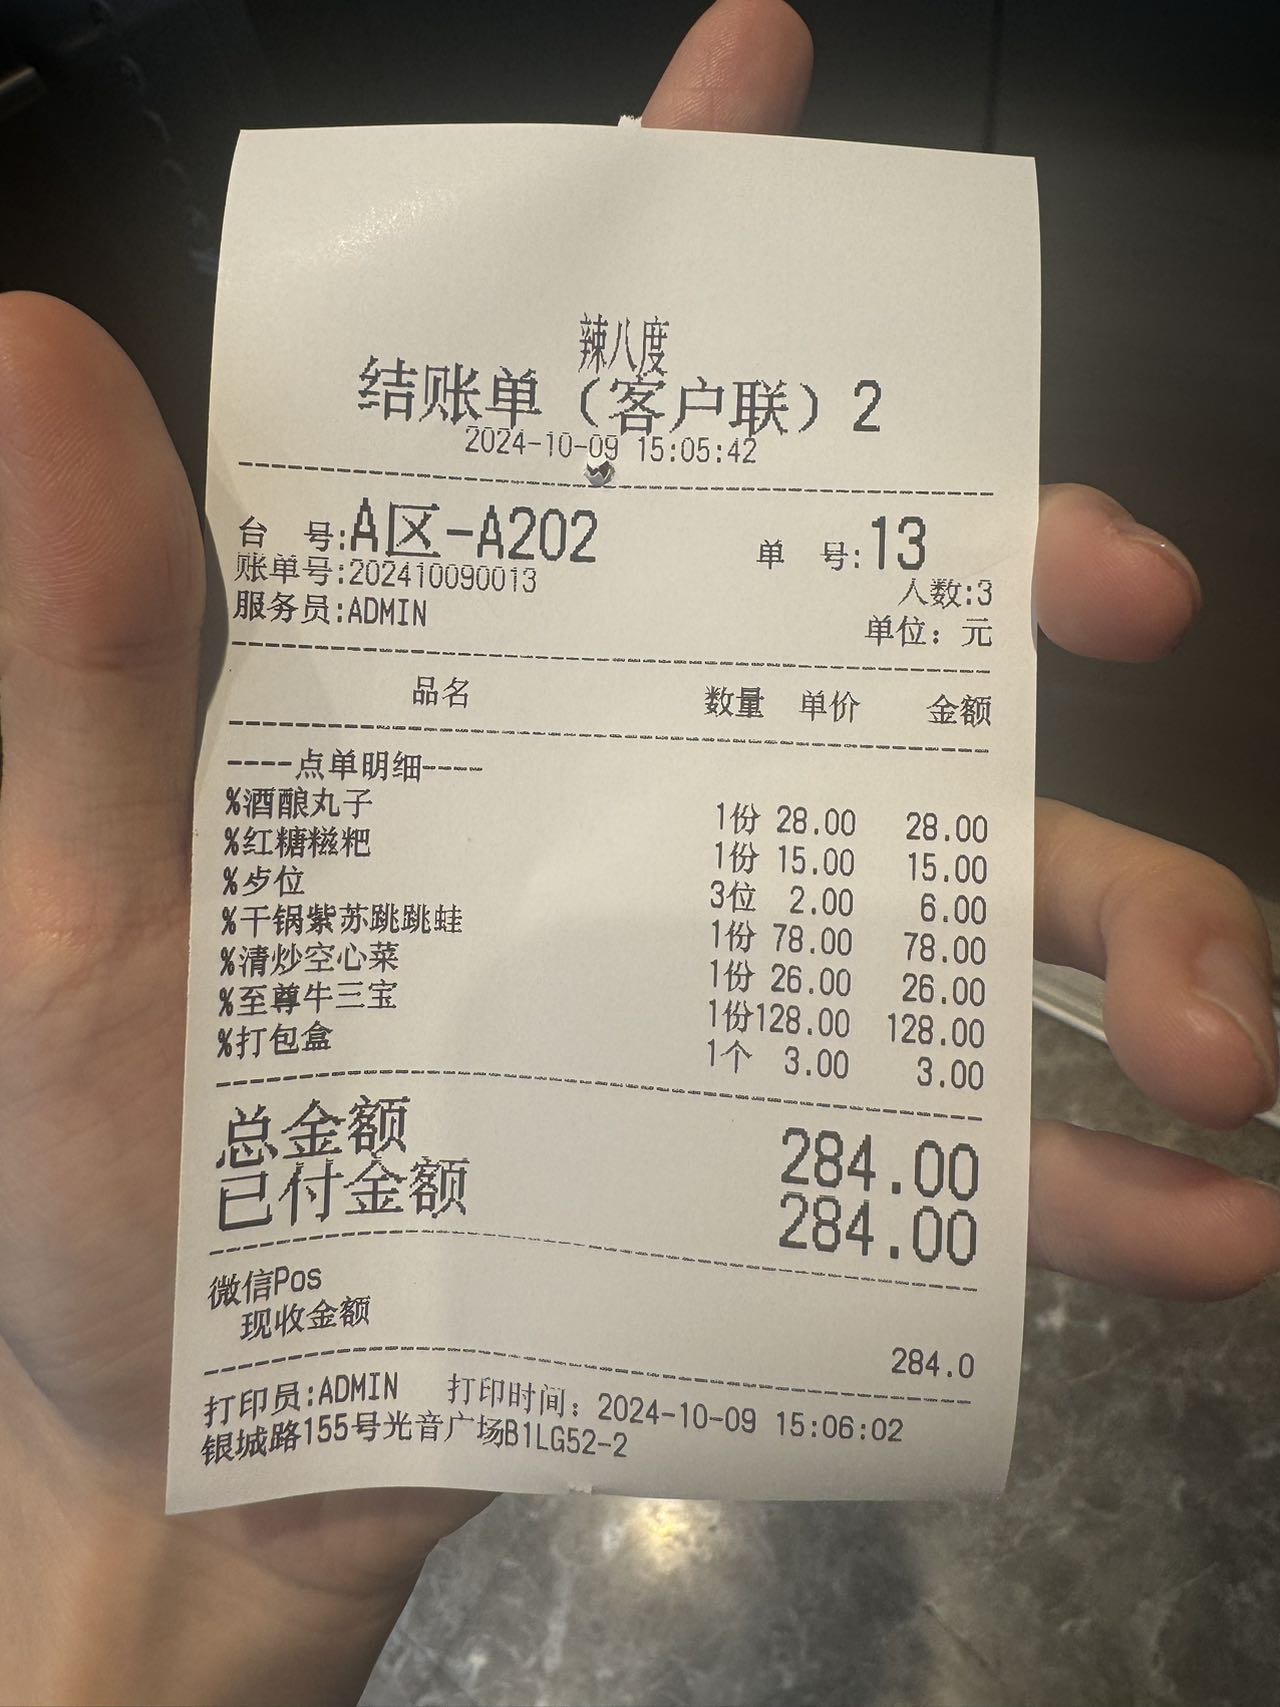 辣八度
结账单（客户联）2
2024-10-09 15:05:42
台 号:A区-A202 单 号:13
账单号:202410090013 人数:3
服务员:ADMIN 单位：元
品名 数量 单价 金额
----点单明细----
%酒酿丸子 1份 28.00 28.00
%红糖糍粑 1份 15.00 15.00
%歺位 3位 2.00 6.00
%干锅紫苏跳跳蛙 1份 78.00 78.00
%清炒空心菜 1份 26.00 26.00
%至尊牛三宝 1份128.00 128.00
%打包盒 1个 3.00 3.00
总金额 284.00
已付金额 284.00
微信Pos
现收金额 284.0
打印员:ADMIN 打印时间：2024-10-09 15:06:02
银城路155号光音广场B1LG52-2